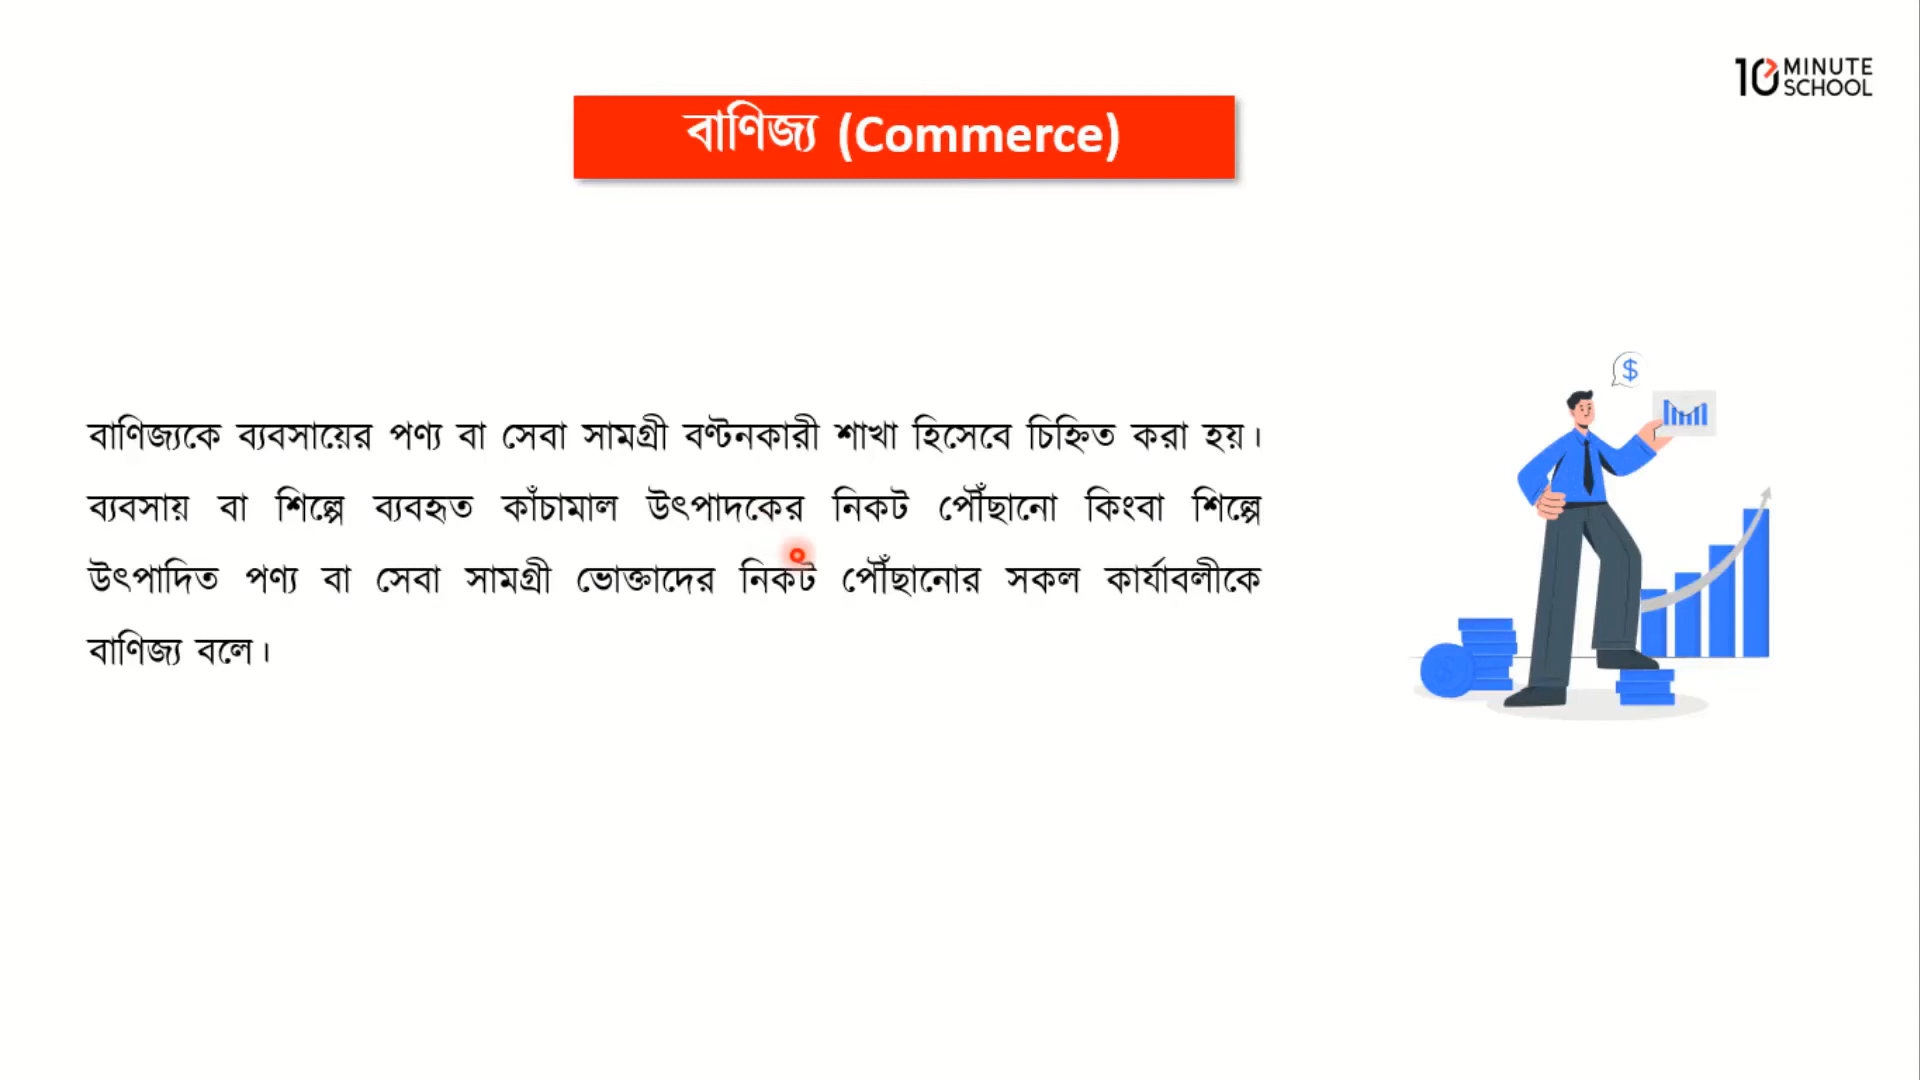 10 MINUTE
SCHOOL
বাণিজ্য (Commerce)
বাণিজ্যকে ব্যবসায়ের পণ্য বা সেবা সামগ্রী বণ্টনকারী শাখা হিসেবে চিহ্নিত করা হয়।
ব্যবসায় বা শিল্পে ব্যবহৃত কাঁচামাল উৎপাদকের নিকট পৌঁছানো কিংবা শিল্পে
উৎপাদিত পণ্য বা সেবা সামগ্রী ভোক্তাদের নিকট পৌঁছানোর সকল কার্যাবলীকে
বাণিজ্য বলে।
$